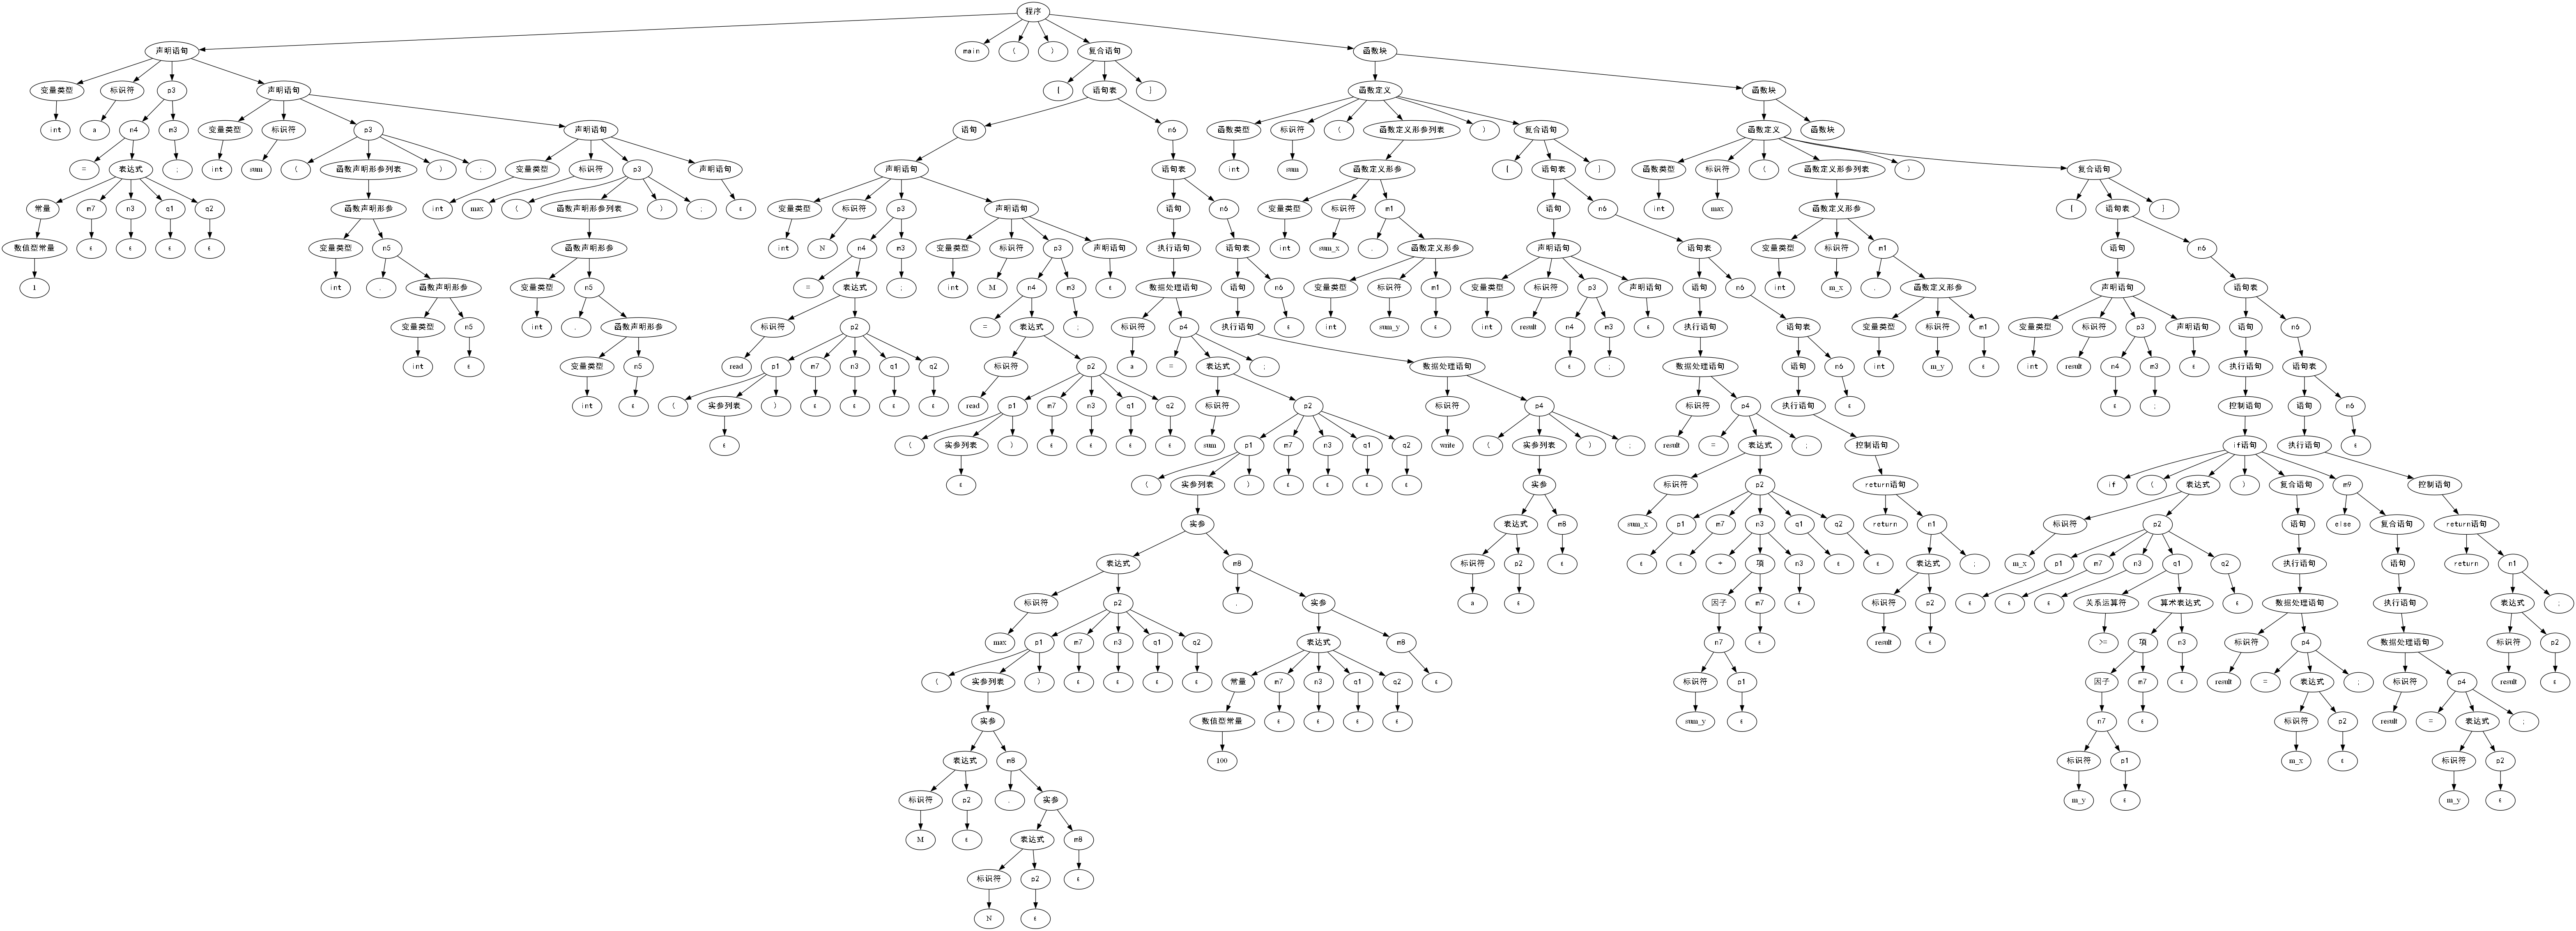 程序
声明语句 main ( ) 复合语句 函数块
变量类型 标识符 p3 声明语句 { 语句表 } 函数定义 函数块
int a n4 m3 变量类型 标识符 p3 声明语句 语句 n6 函数类型 标识符 ( 函数定义形参列表 ) 复合语句 函数定义 函数块
= 表达式 ; int sum ( 函数声明形参列表 ) ; 变量类型 标识符 p3 声明语句 声明语句 语句表 int sum 函数定义形参 { 语句表 } 函数类型 标识符 ( 函数定义形参列表 ) 复合语句
常量 m7 n3 q1 q2 函数声明形参 int max ( 函数声明形参列表 ) ; ε 变量类型 标识符 p3 声明语句 语句 n6 变量类型 标识符 m1 语句 n6 int max 函数定义形参 { 语句表 }
数值型常量 ε ε ε ε 变量类型 n5 函数声明形参 int N n4 m3 变量类型 标识符 p3 声明语句 执行语句 语句表 int sum_x , 函数定义形参 声明语句 语句表 变量类型 标识符 m1 语句 n6
1 int , 函数声明形参 变量类型 n5 = 表达式 ; int M n4 m3 ε 数据处理语句 语句 n6 变量类型 标识符 m1 变量类型 标识符 p3 声明语句 语句 n6 int m_x , 函数定义形参 声明语句 语句表
变量类型 n5 int , 函数声明形参 标识符 p2 = 表达式 ; 标识符 p4 执行语句 ε int sum_y ε int result n4 m3 ε 执行语句 语句表 变量类型 标识符 m1 变量类型 标识符 p3 声明语句 语句 n6
int ε 变量类型 n5 read p1 m7 n3 q1 q2 标识符 p2 a = 表达式 ; 数据处理语句 ε ; 数据处理语句 语句 n6 int m_y ε int result n4 m3 ε 执行语句 语句表
int ε ( 实参列表 ) ε ε ε ε read p1 m7 n3 q1 q2 标识符 p2 标识符 p4 标识符 p4 执行语句 ε ε ; 控制语句 语句 n6
ε ( 实参列表 ) ε ε ε ε sum p1 m7 n3 q1 q2 write ( 实参列表 ) ; result = 表达式 ; 控制语句 if语句 执行语句 ε
ε ( 实参列表 ) ε ε ε ε 实参 标识符 p2 return语句 if ( 表达式 ) 复合语句 m9 控制语句
实参 表达式 m8 sum_x p1 m7 n3 q1 q2 return n1 标识符 p2 语句 else 复合语句 return语句
表达式 m8 标识符 p2 ε ε ε * 项 n3 ε ε 表达式 ; m_x p1 m7 n3 q1 q2 执行语句 语句 return n1
标识符 p2 , 实参 a ε 因子 m7 ε 标识符 p2 ε ε ε 关系运算符 算术表达式 ε 数据处理语句 执行语句 表达式 ;
max p1 m7 n3 q1 q2 表达式 m8 n7 ε result ε >= 项 n3 标识符 p4 数据处理语句 标识符 p2
( 实参列表 ) ε ε ε ε 常量 m7 n3 q1 q2 ε 标识符 p1 因子 m7 ε result = 表达式 ; 标识符 p4 result ε
实参 数值型常量 ε ε ε ε sum_y ε n7 ε 标识符 p2 result = 表达式 ;
表达式 m8 100 标识符 p1 m_x ε 标识符 p2
标识符 p2 , 实参 m_y ε m_y ε
M ε 表达式 m8
标识符 p2 ε
N ε